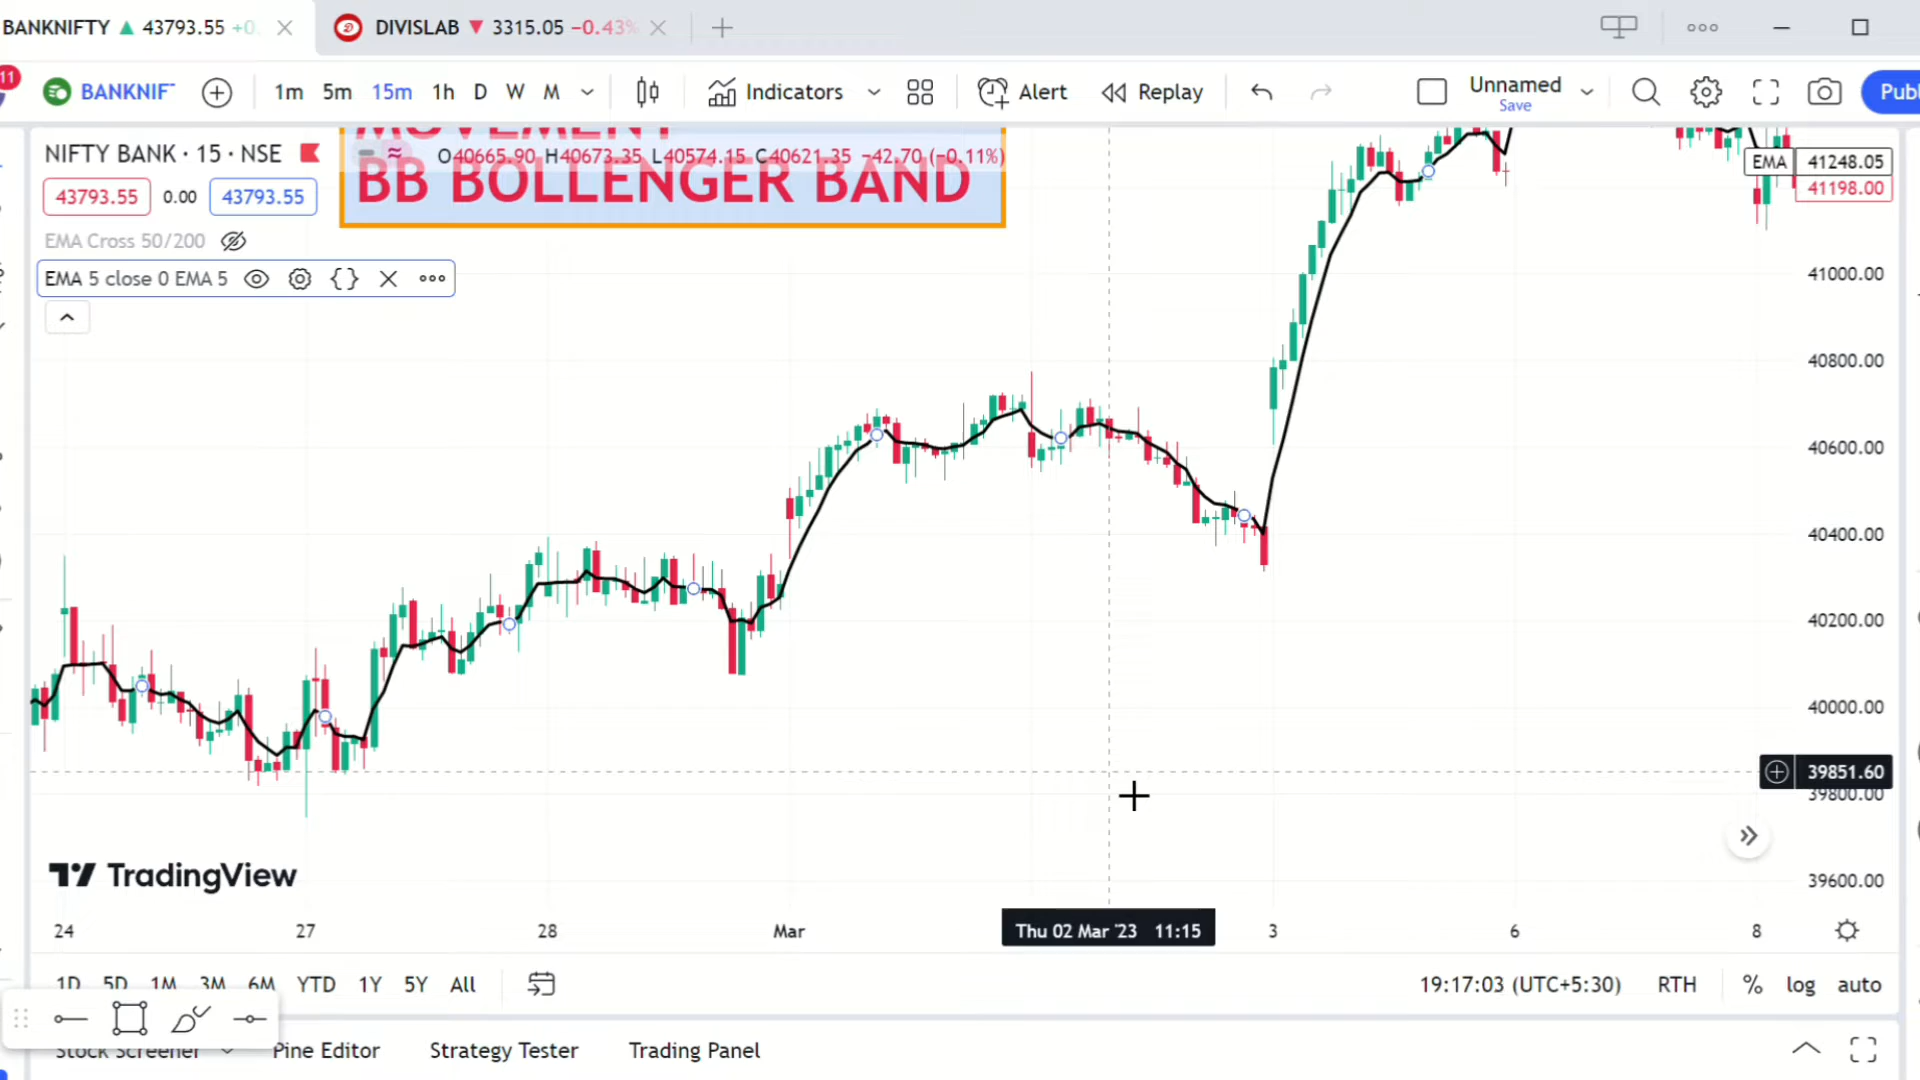 BANKNIFTY ▲ 43793.55 +0.
DIVISLAB ▼ 3315.05 −0.43%
11
BANKNIF
1m 5m 15m 1h D W M
Indicators
Alert
Replay
Unnamed
Save
Publ
MOVEMENT
BB BOLLENGER BAND
NIFTY BANK · 15 · NSE
O40665.90 H40673.35 L40574.15 C40621.35 −42.70 (−0.11%)
43793.55 0.00 43793.55
EMA Cross 50/200
EMA 5 close 0 EMA 5
EMA 41248.05
41198.00
41000.00
40800.00
40600.00
40400.00
40200.00
40000.00
39851.60
39800.00
39600.00
TradingView
24 27 28 Mar Thu 02 Mar '23 11:15 3 6 8
1D 5D 1M 3M 6M YTD 1Y 5Y All
19:17:03 (UTC+5:30) RTH % log auto
Stock Screener Pine Editor Strategy Tester Trading Panel